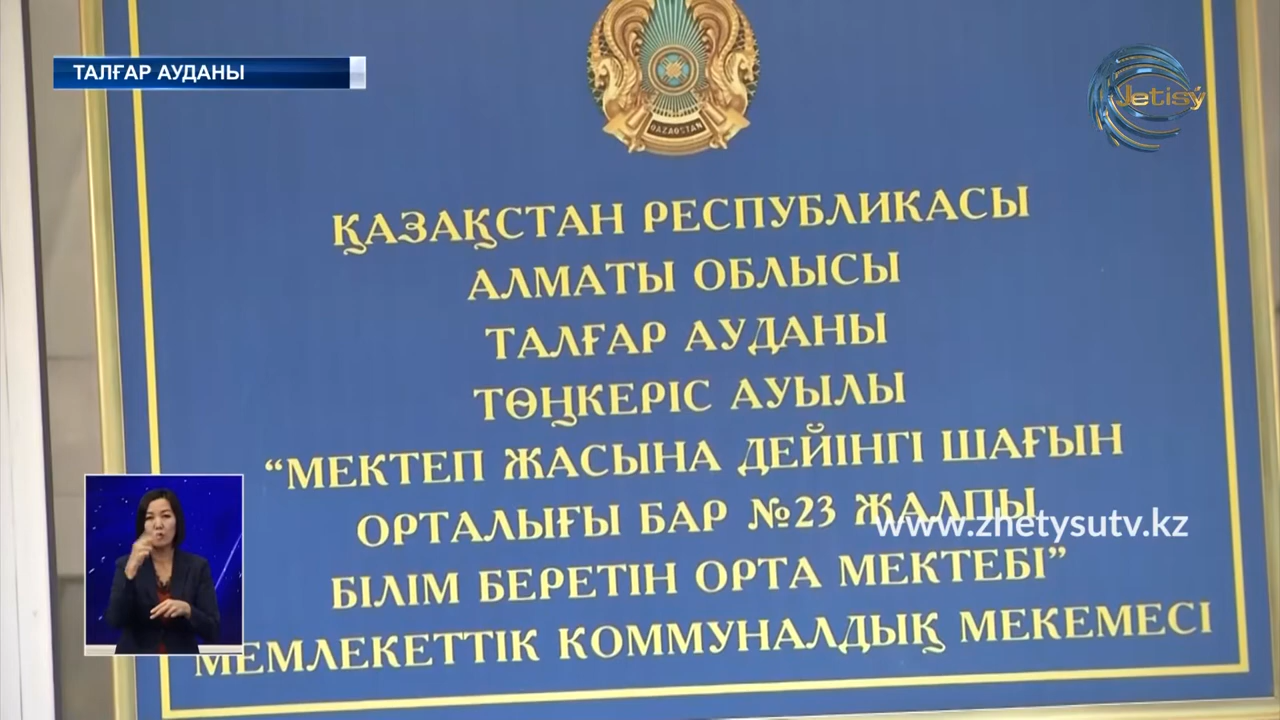 ТАЛҒАР АУДАНЫ
Jetisý
QAZAQSTAN
ҚАЗАҚСТАН РЕСПУБЛИКАСЫ
АЛМАТЫ ОБЛЫСЫ
ТАЛҒАР АУДАНЫ
ТӨҢКЕРІС АУЫЛЫ
“МЕКТЕП ЖАСЫНА ДЕЙІНГІ ШАҒЫН
ОРТАЛЫҒЫ БАР №23 ЖАЛПЫ
www.zhetysutv.kz
БІЛІМ БЕРЕТІН ОРТА МЕКТЕБІ”
МЕМЛЕКЕТТІК КОММУНАЛДЫҚ МЕКЕМЕСІ